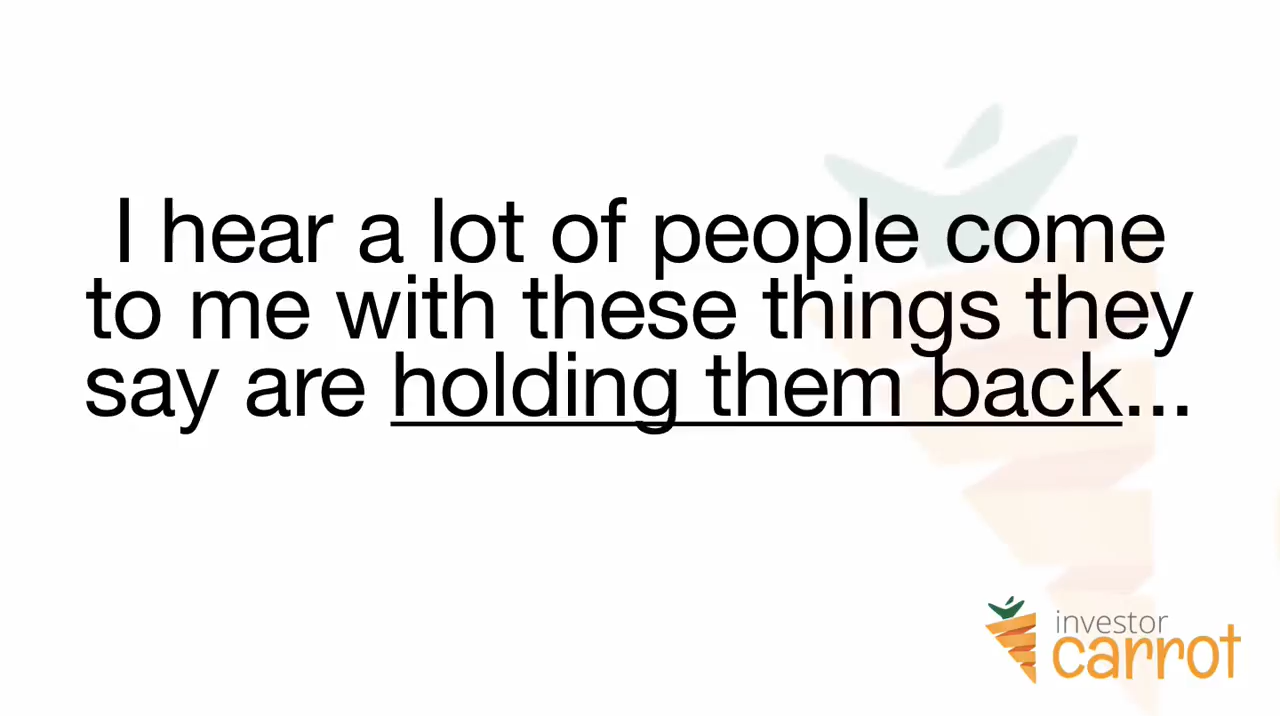 I hear a lot of people come
to me with these things they
say are holding them back...
investor
carrot